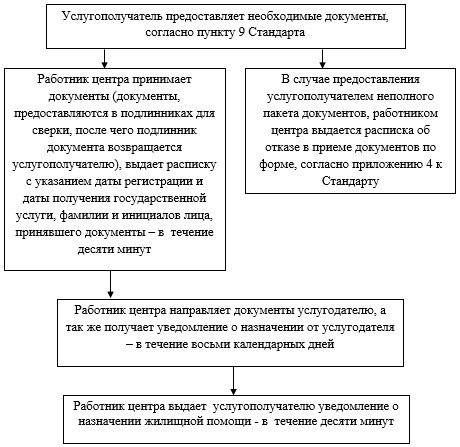 Услугополучатель предоставляет необходимые документы,
согласно пункту 9 Стандарта
Работник центра принимает
документы (документы,
предоставляются в подлинниках для
сверки, после чего подлинник
документа возвращается
услугополучателю), выдает расписку
с указанием даты регистрации и
даты получения государственной
услуги, фамилии и инициалов лица,
принявшего документы – в течение
десяти минут
В случае предоставления
услугополучателем неполного
пакета документов, работником
центра выдается расписка об
отказе в приеме документов по
форме, согласно приложению 4 к
Стандарту
Работник центра направляет документы услугодателю, а
так же получает уведомление о назначении от услугодателя
– в течение восьми календарных дней
Работник центра выдает услугополучателю уведомление о
назначении жилищной помощи - в течение десяти минут